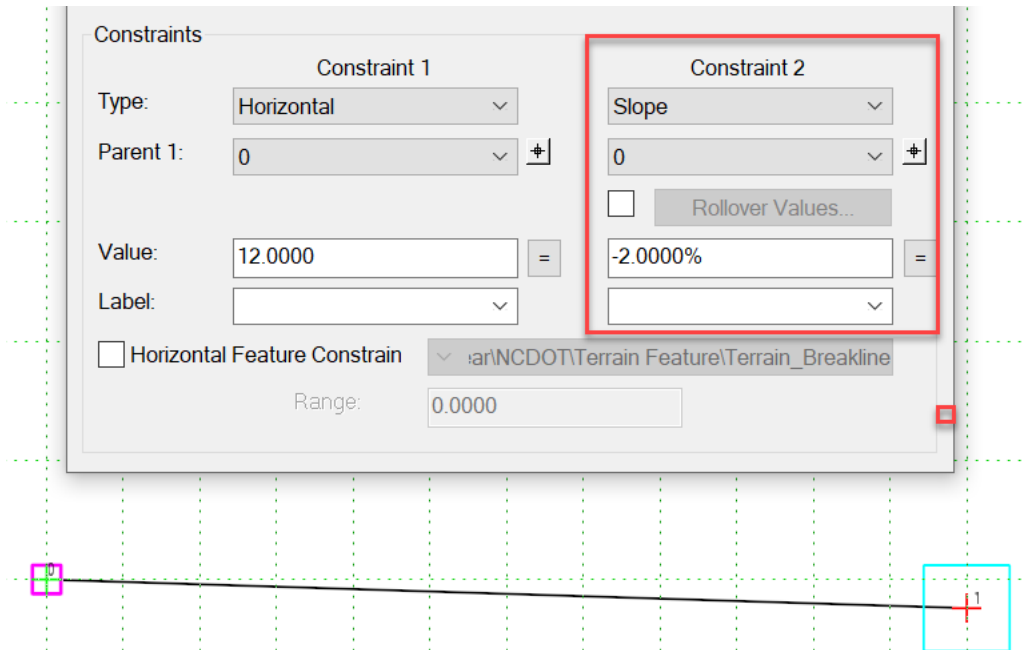 Constraints
Constraint 1 Constraint 2
Type: Horizontal Slope
Parent 1: 0 + 0 +
Rollover Values...
Value: 12.0000 = -2.0000% =
Label:
Horizontal Feature Constrain ear\NCDOT\Terrain Feature\Terrain_Breakline
Range: 0.0000
0
1